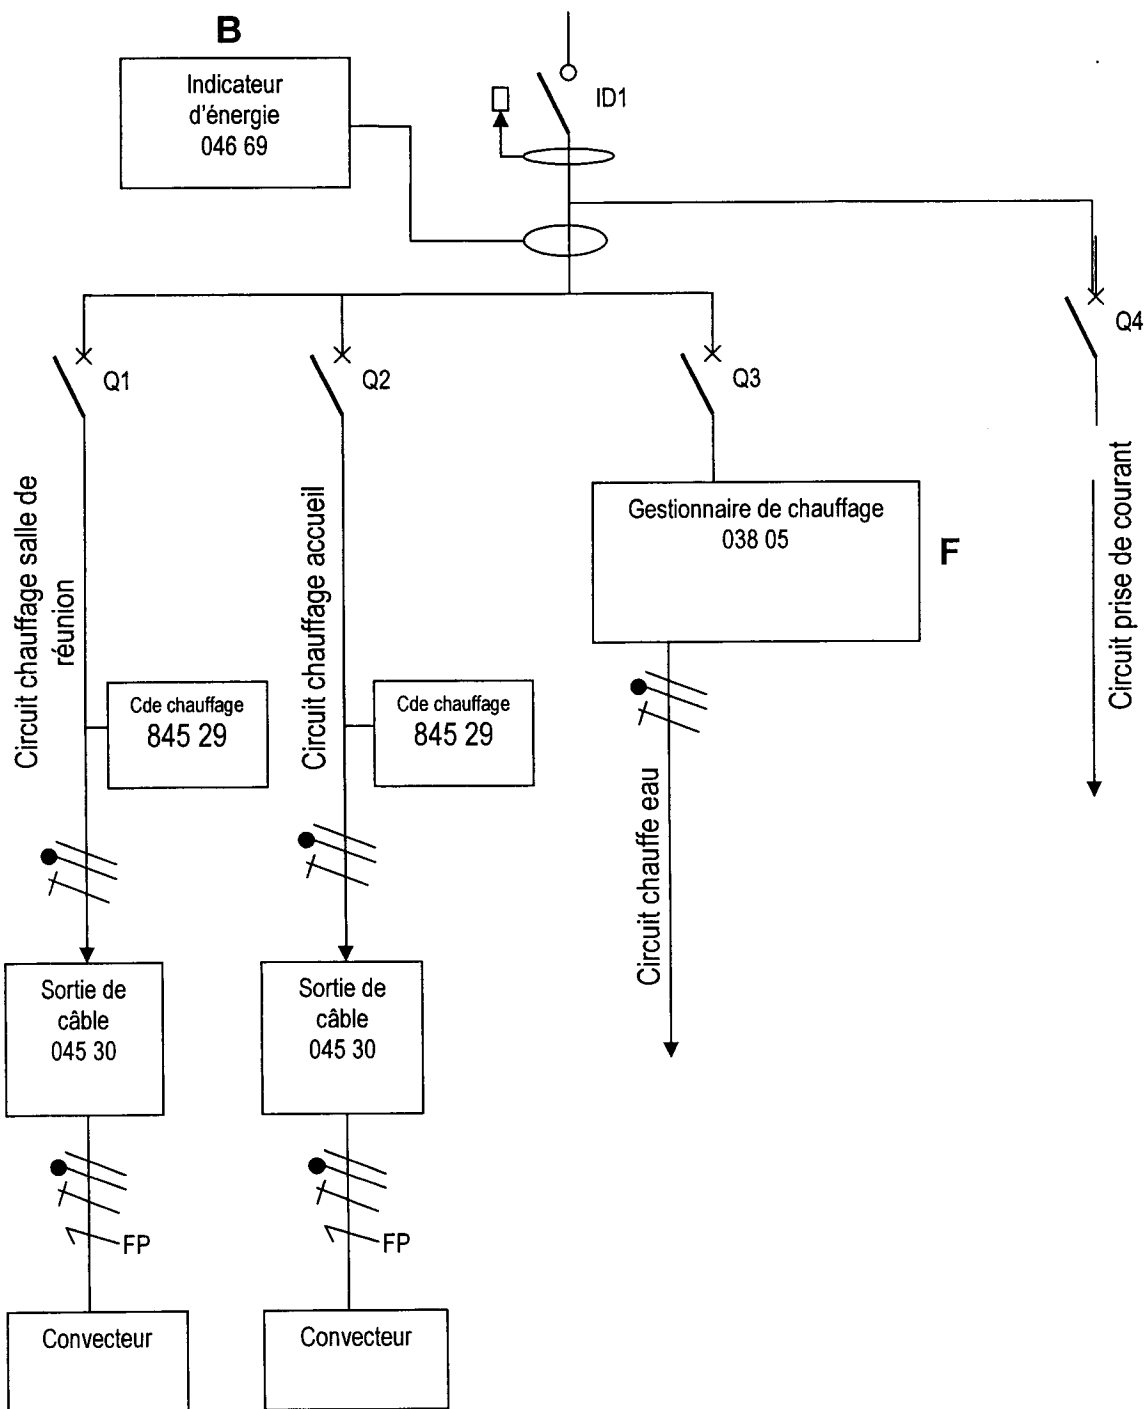 B
Indicateur
d'énergie
046 69
ID1
Q1
Q2
Q3
Q4
Circuit chauffage salle de
réunion
Circuit chauffage accueil
Gestionnaire de chauffage
038 05
F
Circuit prise de courant
Cde chauffage
845 29
Cde chauffage
845 29
Circuit chauffe eau
Sortie de
câble
045 30
Sortie de
câble
045 30
FP
FP
Convecteur
Convecteur